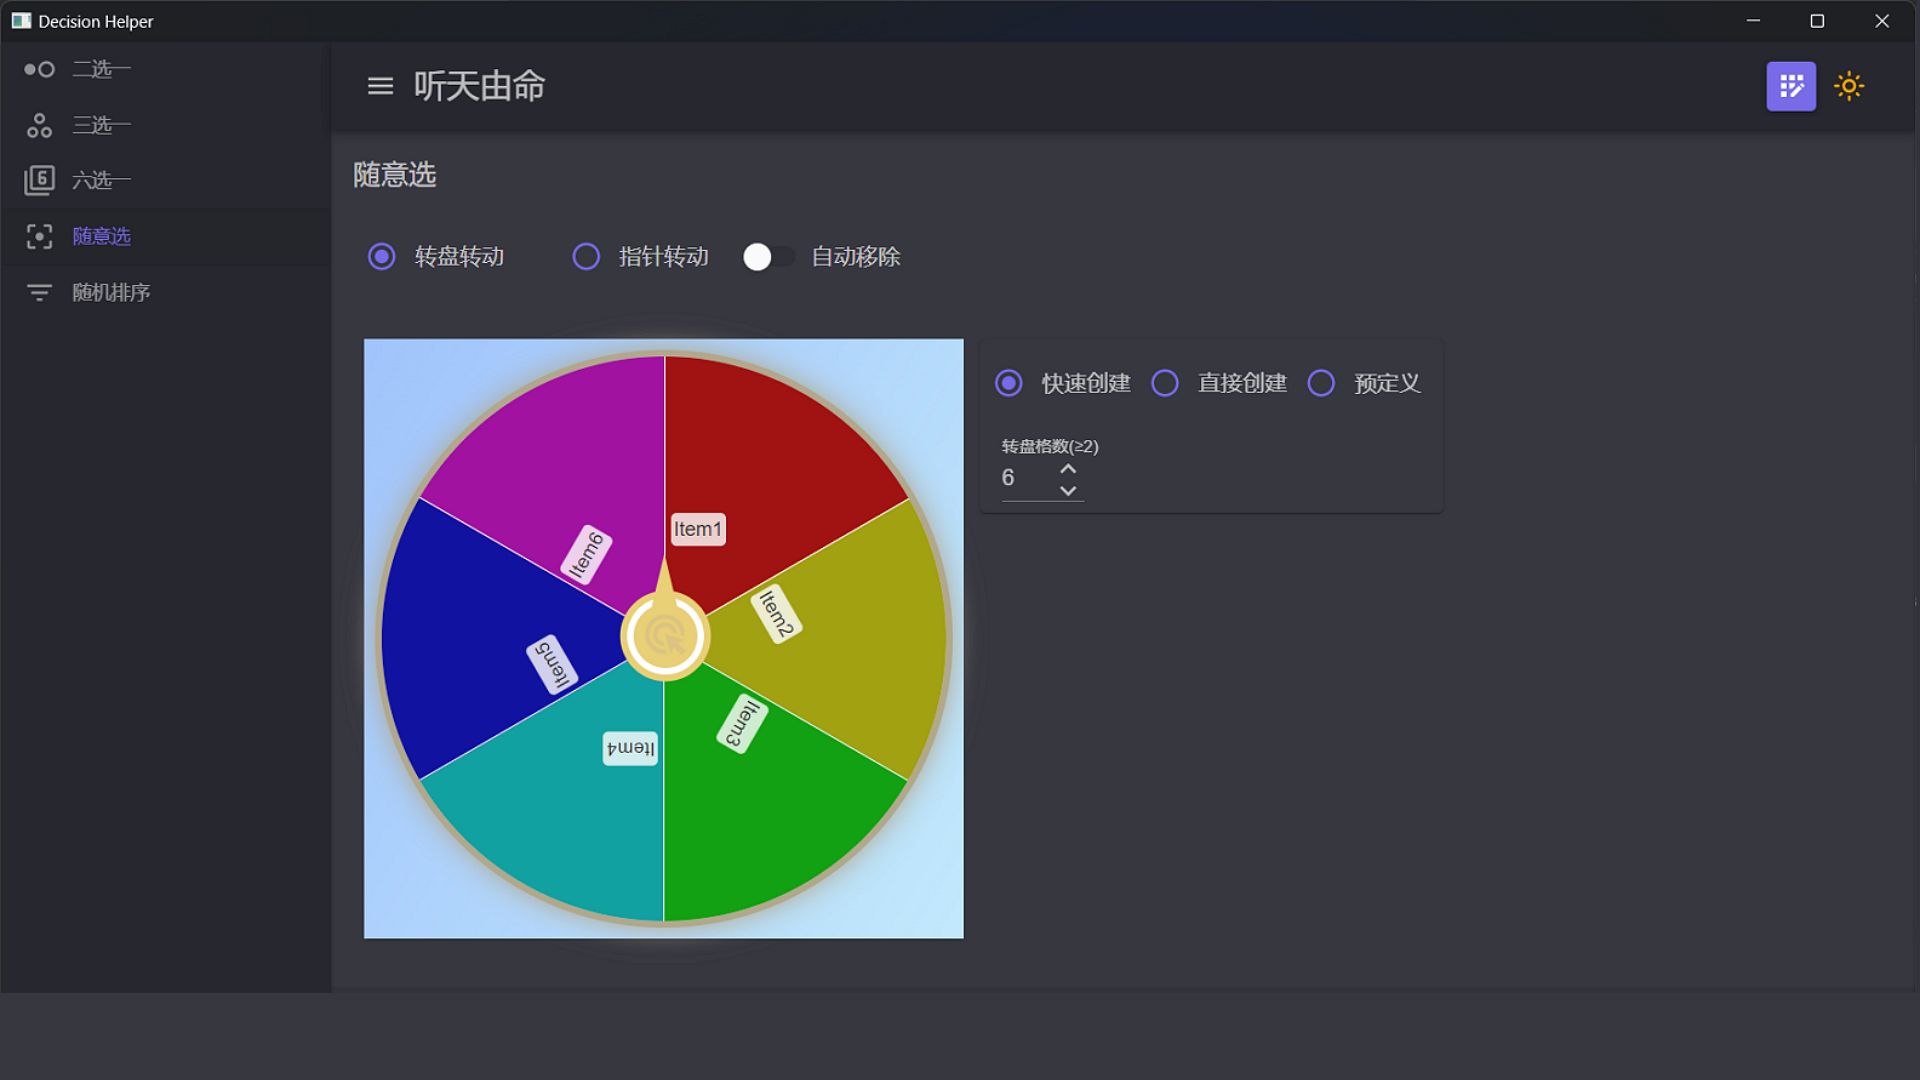 Decision Helper
二选一
三选一
六选一
随意选
随机排序
听天由命
随意选
转盘转动
指针转动
自动移除
Item1
Item2
Item3
Item4
Item5
Item6
快速创建
直接创建
预定义
转盘格数(≥2)
6